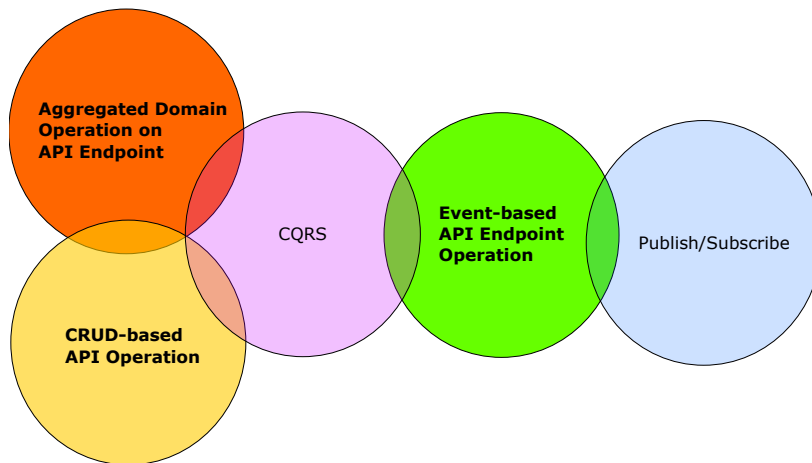 Aggregated Domain
Operation on
API Endpoint
CRUD-based
API Operation
CQRS
Event-based
API Endpoint
Operation
Publish/Subscribe